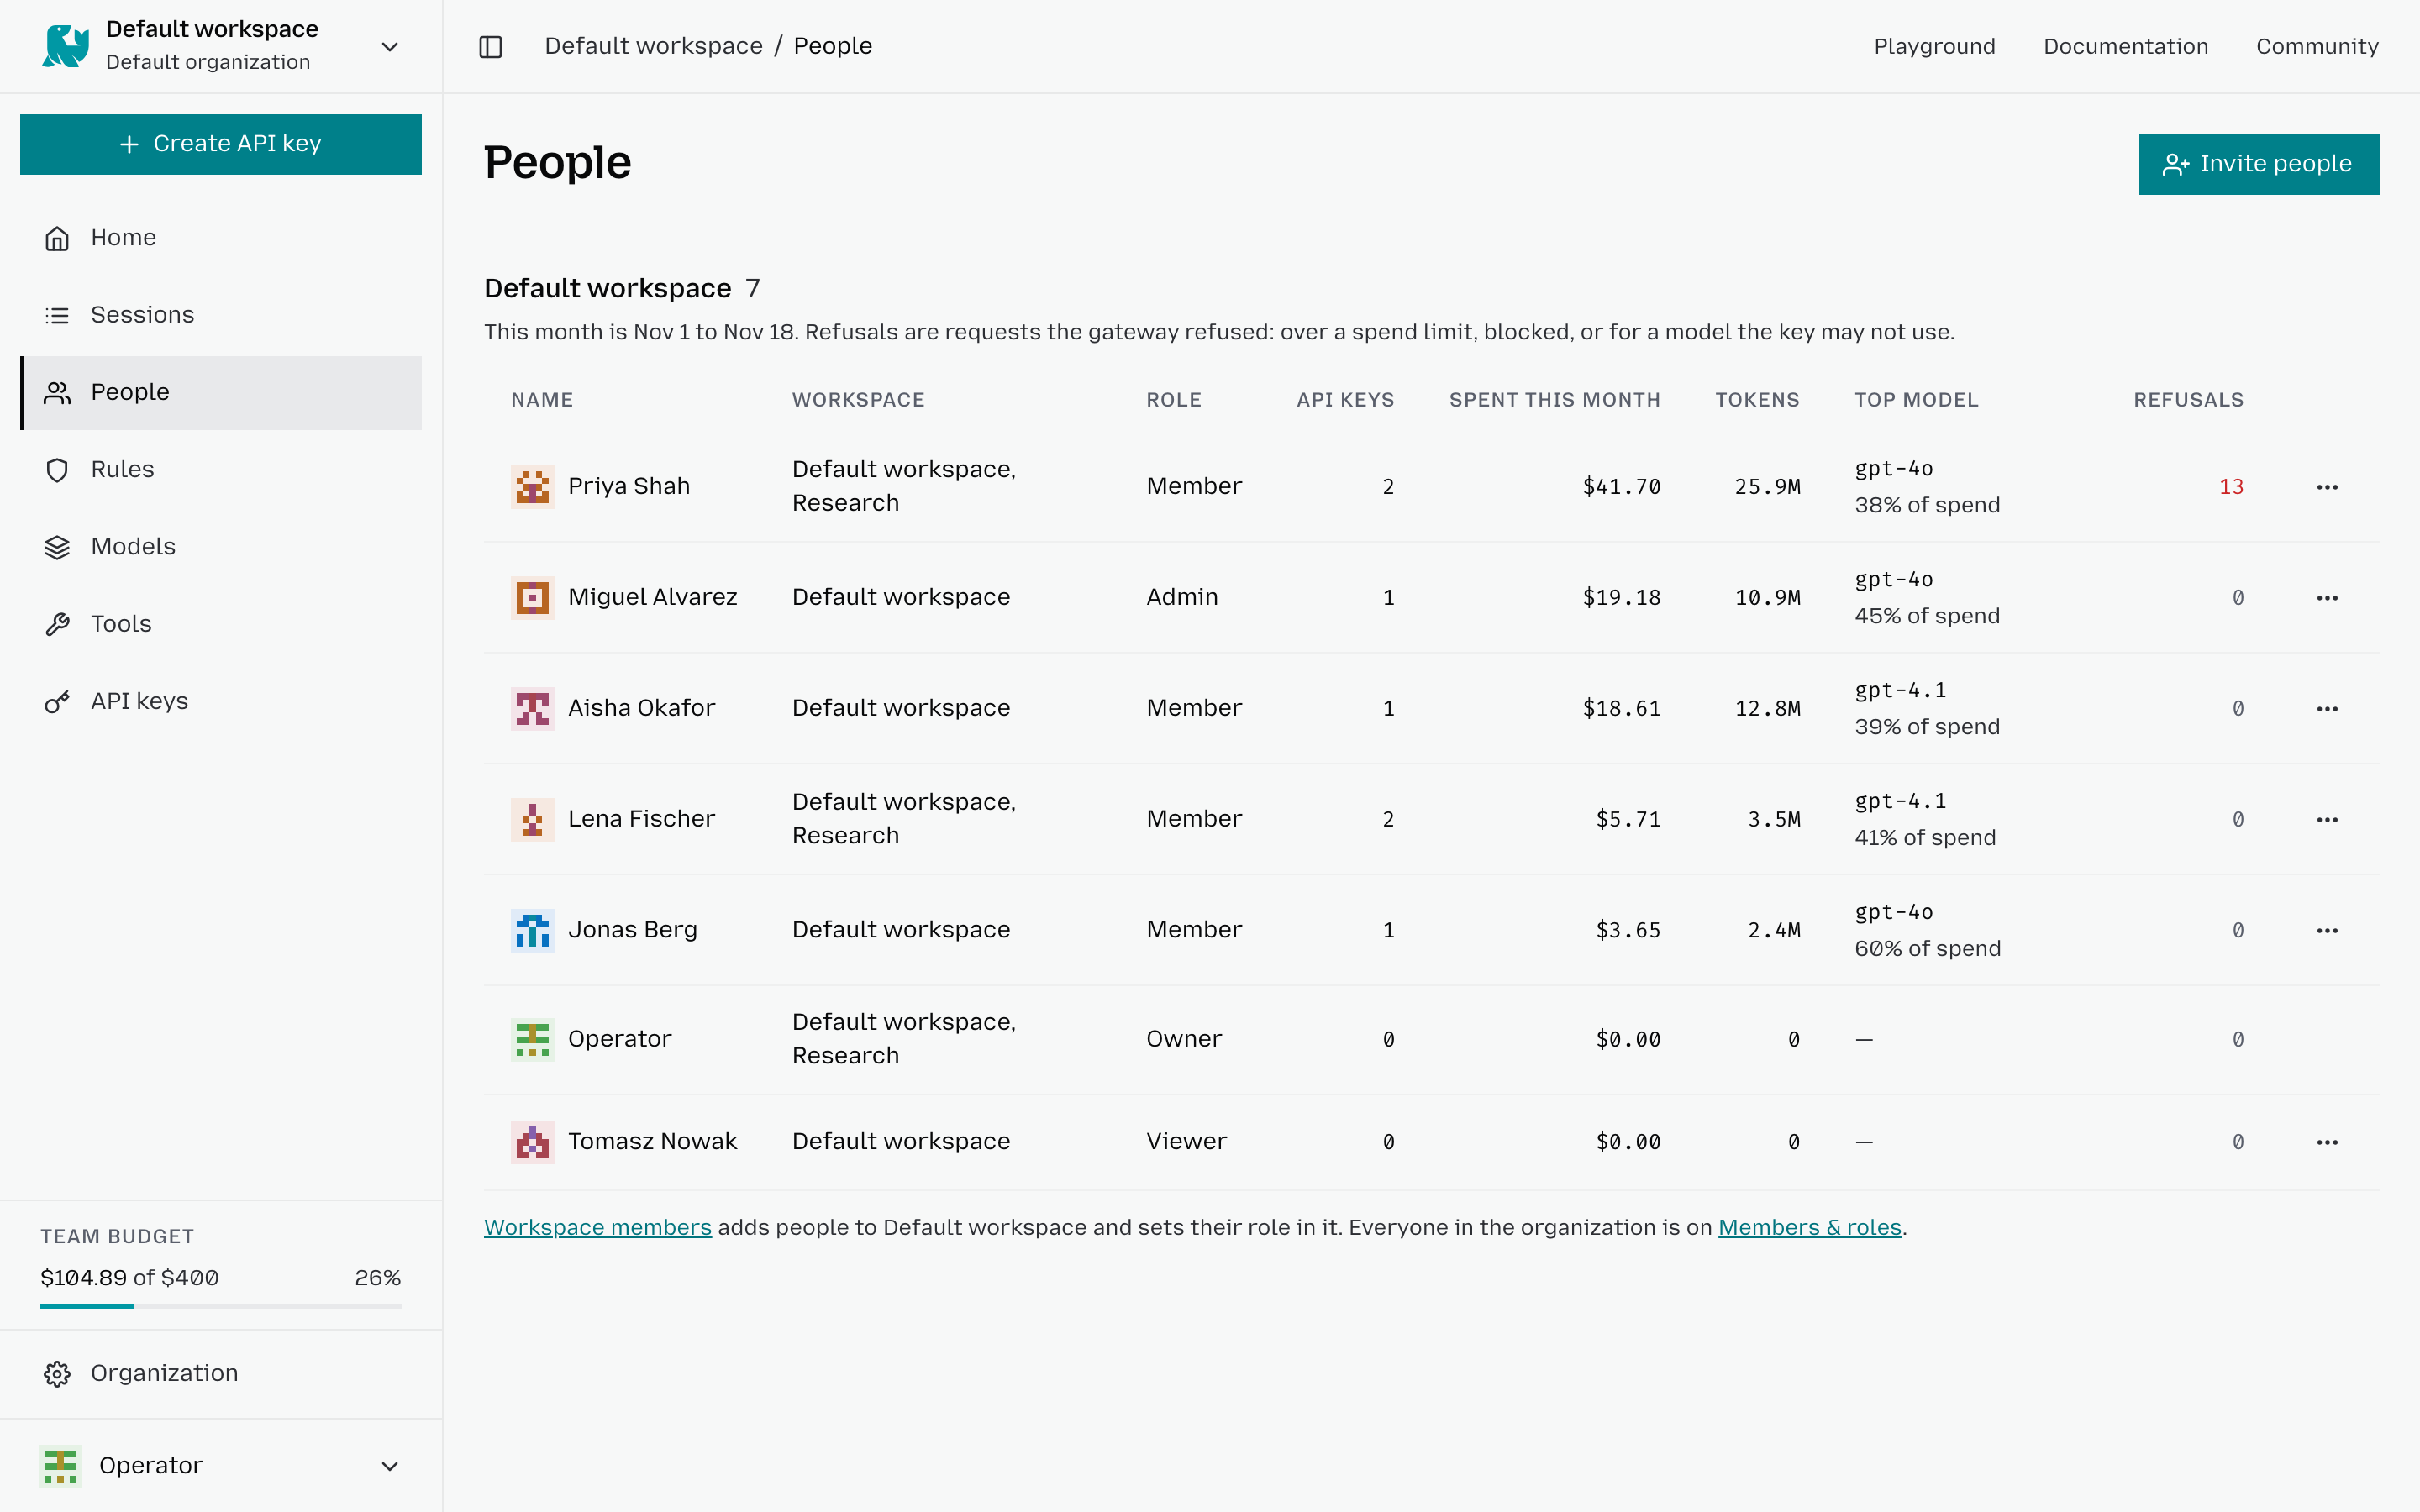 Default workspace
Default organization
Default workspace / People
Playground
Documentation
Community
Create API key
Home
Sessions
People
Rules
Models
Tools
API keys
TEAM BUDGET
$104.89 of $400 26%
Organization
Operator
People
Invite people
Default workspace 7
This month is Nov 1 to Nov 18. Refusals are requests the gateway refused: over a spend limit, blocked, or for a model the key may not use.
NAME WORKSPACE ROLE API KEYS SPENT THIS MONTH TOKENS TOP MODEL REFUSALS
Priya Shah Default workspace, Research Member 2 $41.70 25.9M gpt-4o 38% of spend 13
Miguel Alvarez Default workspace Admin 1 $19.18 10.9M gpt-4o 45% of spend 0
Aisha Okafor Default workspace Member 1 $18.61 12.8M gpt-4.1 39% of spend 0
Lena Fischer Default workspace, Research Member 2 $5.71 3.5M gpt-4.1 41% of spend 0
Jonas Berg Default workspace Member 1 $3.65 2.4M gpt-4o 60% of spend 0
Operator Default workspace, Research Owner 0 $0.00 0 — 0
Tomasz Nowak Default workspace Viewer 0 $0.00 0 — 0
Workspace members adds people to Default workspace and sets their role in it. Everyone in the organization is on Members & roles.